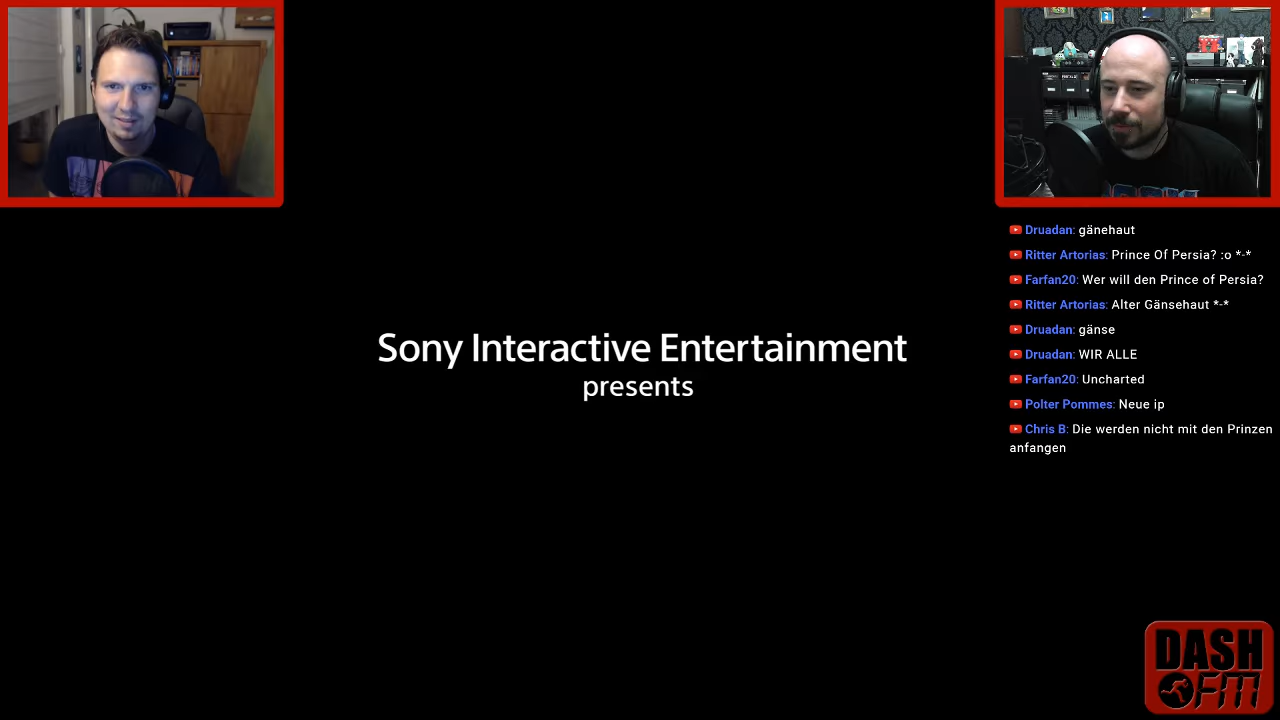 Sony Interactive Entertainment
presents
Druadan: gänehaut
Ritter Artorias: Prince Of Persia? :o *-*
Farfan20: Wer will den Prince of Persia?
Ritter Artorias: Alter Gänsehaut *-*
Druadan: gänse
Druadan: WIR ALLE
Farfan20: Uncharted
Polter Pommes: Neue ip
Chris B: Die werden nicht mit den Prinzen
anfangen
DASH